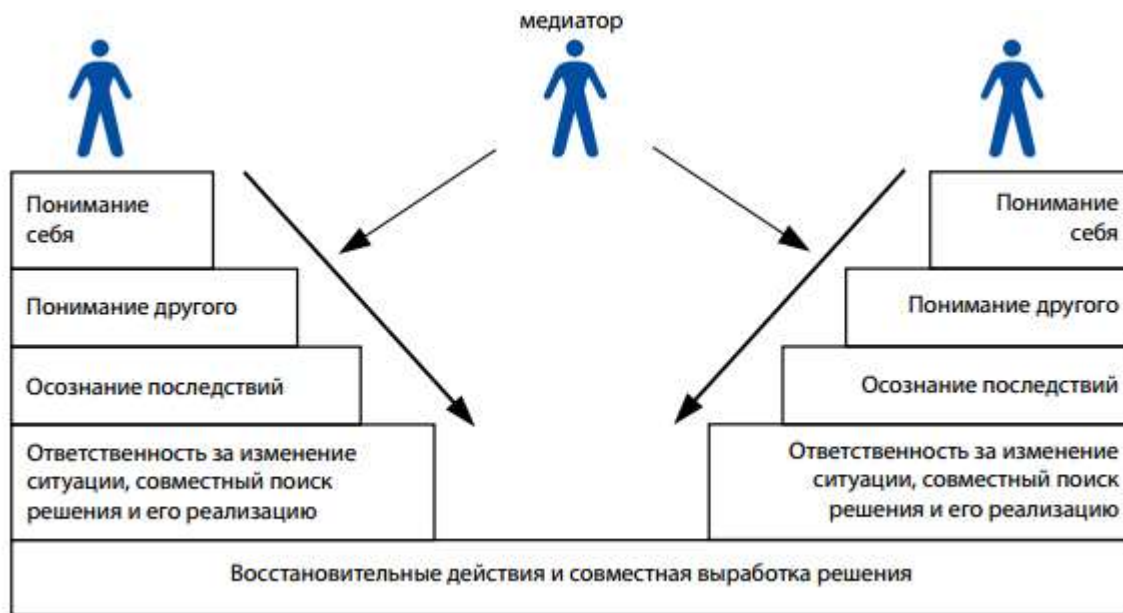 медиатор
Понимание
себя
Понимание
себя
Понимание другого
Понимание другого
Осознание последствий
Осознание последствий
Ответственность за изменение
ситуации, совместный поиск
решения и его реализацию
Ответственность за изменение
ситуации, совместный поиск
решения и его реализацию
Восстановительные действия и совместная выработка решения